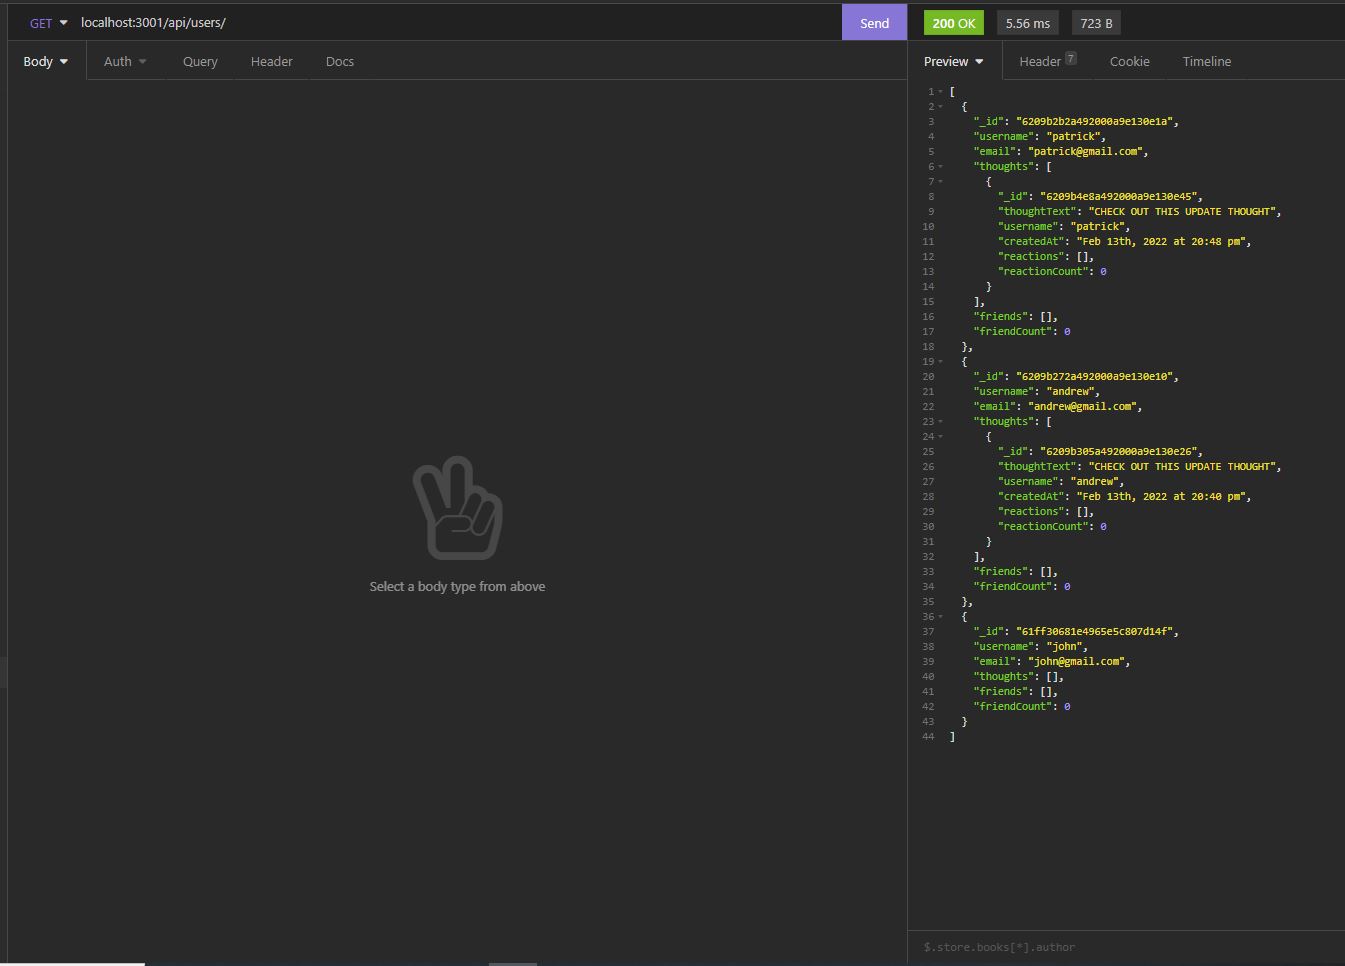 GET localhost:3001/api/users/ Send 200 OK 5.56 ms 723 B
Body Auth Query Header Docs Preview Header 7 Cookie Timeline
Select a body type from above
1 [
2 {
3 "_id": "6209b2b2a492000a9e130e1a",
4 "username": "patrick",
5 "email": "patrick@gmail.com",
6 "thoughts": [
7 {
8 "_id": "6209b4e8a492000a9e130e45",
9 "thoughtText": "CHECK OUT THIS UPDATE THOUGHT",
10 "username": "patrick",
11 "createdAt": "Feb 13th, 2022 at 20:48 pm",
12 "reactions": [],
13 "reactionCount": 0
14 }
15 ],
16 "friends": [],
17 "friendCount": 0
18 },
19 {
20 "_id": "6209b272a492000a9e130e10",
21 "username": "andrew",
22 "email": "andrew@gmail.com",
23 "thoughts": [
24 {
25 "_id": "6209b305a492000a9e130e26",
26 "thoughtText": "CHECK OUT THIS UPDATE THOUGHT",
27 "username": "andrew",
28 "createdAt": "Feb 13th, 2022 at 20:40 pm",
29 "reactions": [],
30 "reactionCount": 0
31 }
32 ],
33 "friends": [],
34 "friendCount": 0
35 },
36 {
37 "_id": "61ff30681e4965e5c807d14f",
38 "username": "john",
39 "email": "john@gmail.com",
40 "thoughts": [],
41 "friends": [],
42 "friendCount": 0
43 }
44 ]
$.store.books[*].author